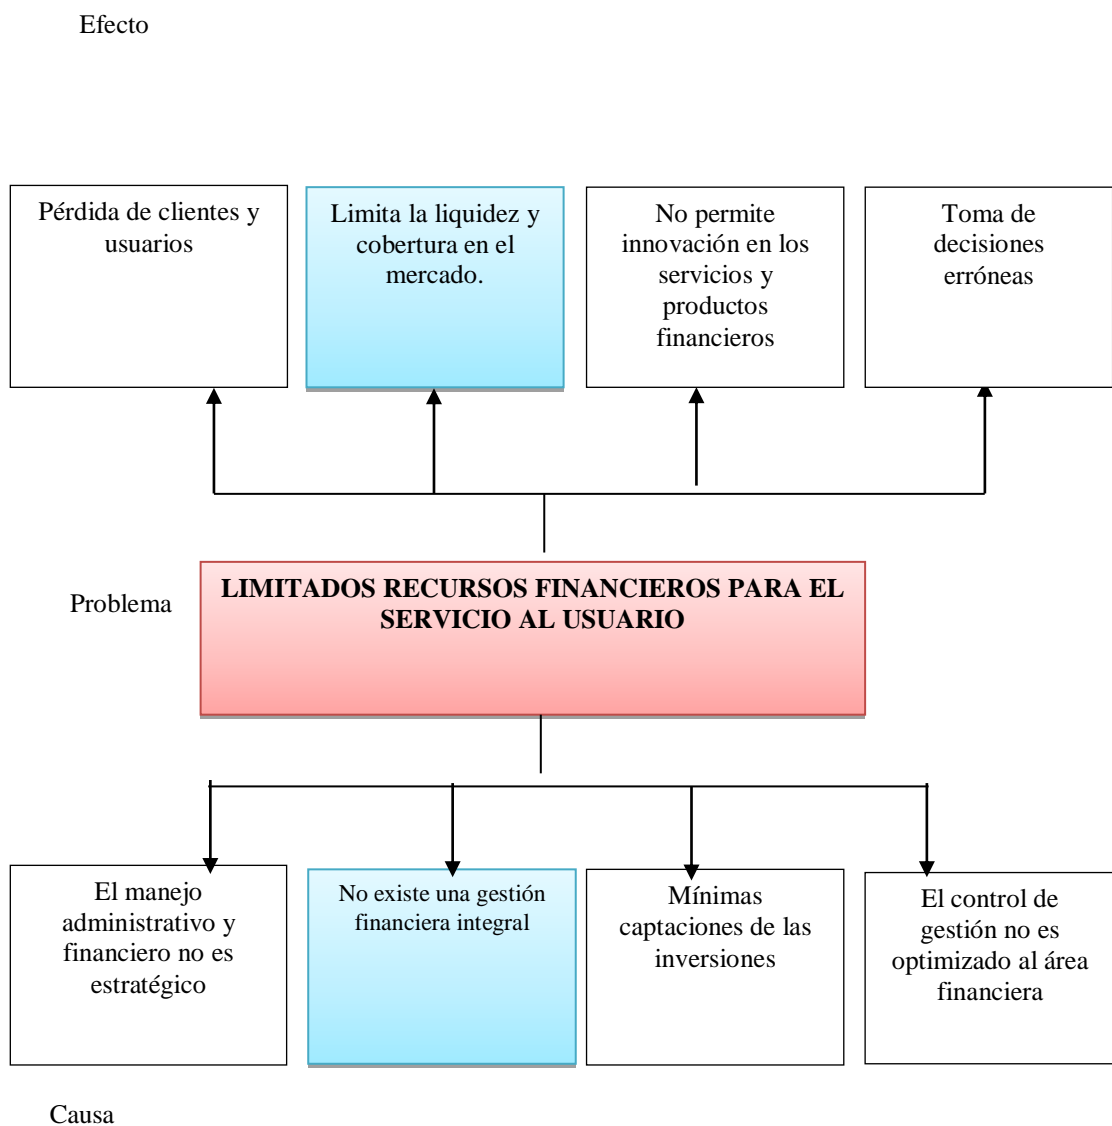 Efecto
Pérdida de clientes y
usuarios
Limita la liquidez y
cobertura en el
mercado.
No permite
innovación en los
servicios y
productos
financieros
Toma de
decisiones
erróneas
Problema
LIMITADOS RECURSOS FINANCIEROS PARA EL
SERVICIO AL USUARIO
El manejo
administrativo y
financiero no es
estratégico
No existe una gestión
financiera integral
Mínimas
captaciones de las
inversiones
El control de
gestión no es
optimizado al área
financiera
Causa